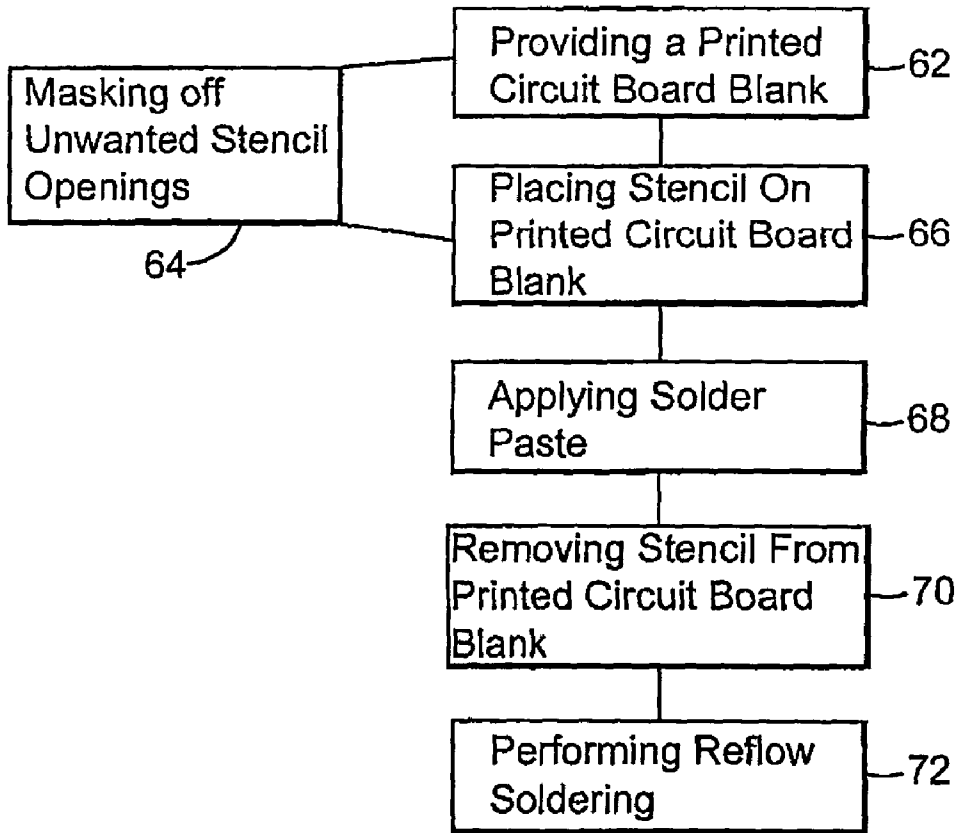 Providing a Printed
Circuit Board Blank
62
Masking off
Unwanted Stencil
Openings
64
Placing Stencil On
Printed Circuit Board
Blank
66
Applying Solder
Paste
68
Removing Stencil From
Printed Circuit Board
Blank
70
Performing Reflow
Soldering
72